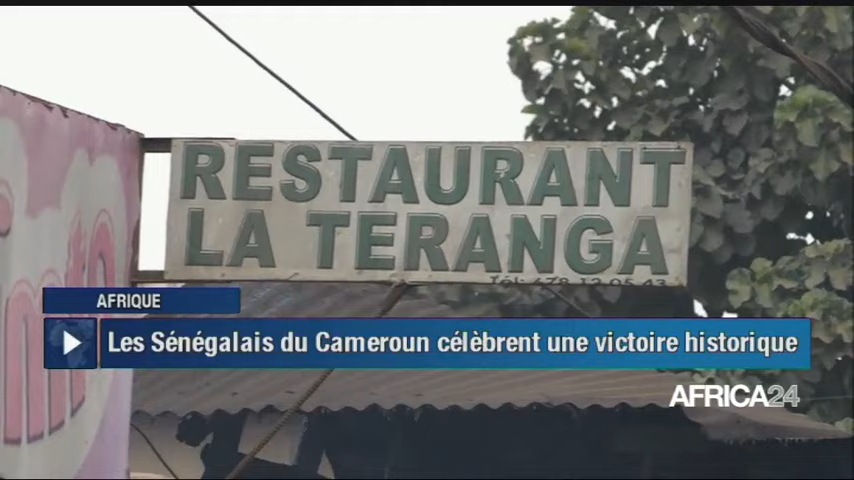 RESTAURANT
LA TERANGA
AFRIQUE
Les Sénégalais du Cameroun célèbrent une victoire historique
AFRICA24